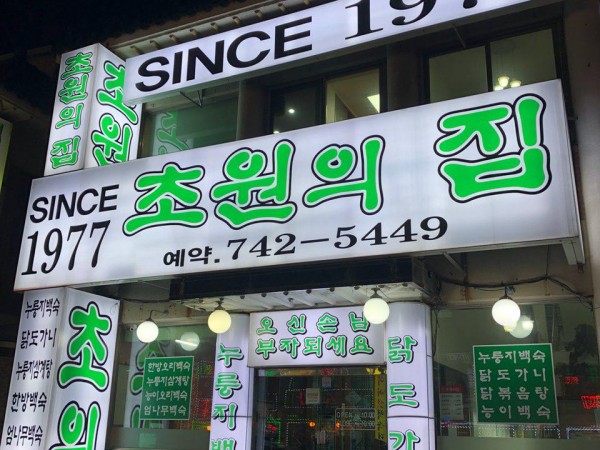 SINCE 1977
초원의 집
초원
SINCE
1977
초원의 집
예약. 742-5449
누룽지백숙
닭도가니
누룽지삼계탕
한방백숙
엄나무백숙
초원
오신손님
부자되세요
누룽지백
닭도가
한방오리백숙
누룽지삼계탕
능이오리백숙
엄나무백숙
누룽지백숙
닭도가니
닭볶음탕
능이백숙